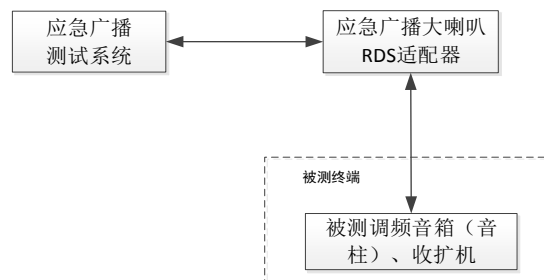 应急广播
测试系统
应急广播大喇叭
RDS适配器
被测终端
被测调频音箱（音
柱）、收扩机